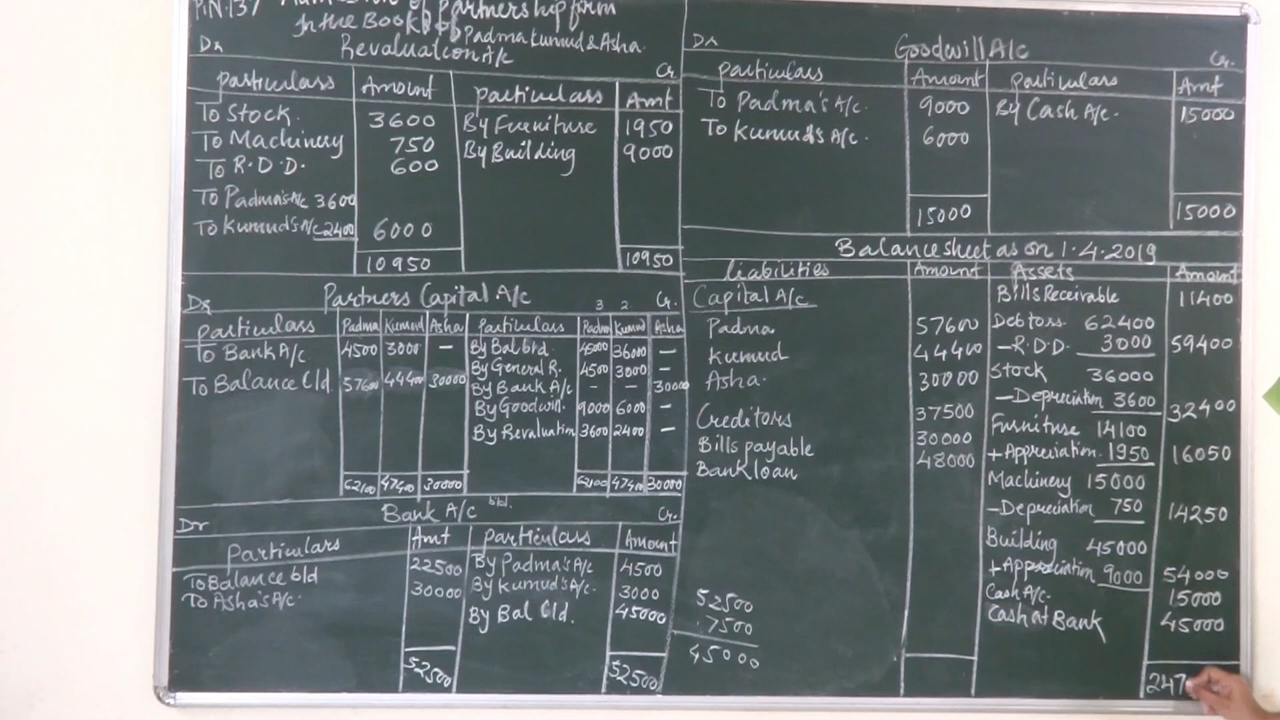 P.N.137 Admission of Partnership firm
In the Book of Padma Kumud & Asha.
Revaluation A/c
Dr Cr
Particulars Amount Particulars Amt
To Stock. 3600 By Furniture 1950
To Machinery 750 By Building 9000
To R.D.D. 600
To Padma's A/c 3600
To Kumud's A/c 2400 6000
10950 10950
Dr Partners Capital A/c Cr.
3 2
Particulars Padma Kumud Asha Particulars Padma Kumud Asha
To Bank A/c. 4500 3000 — By Bal b/d. 45000 36000 —
By General R. 4500 3000 —
To Balance C/d. 57600 44400 30000 By Bank A/c - - 30000
By Goodwill. 9000 6000 —
By Revaluation 3600 2400 —
62100 47400 30000 62100 47400 30000
Dr Bank A/c Cr.
Particulars Amt Particulars Amount
To Balance b/d 22500 By Padma's A/c 4500
To Asha's A/c. 30000 By Kumud's A/c. 3000
By Bal C/d. 45000
52500 52500
Dr Goodwill A/c Cr.
Particulars Amount Particulars Amt
To Padma's A/c. 9000 By Cash A/c. 15000
To Kumud's A/c. 6000
15000 15000
Balance sheet as on 1.4.2019
Liabilities Amount Assets Amount
Capital A/c Bills Receivable 11400
Padma 57600 Debtors 62400
Kumud 44400 -R.D.D. 3000 59400
Asha. 30000 Stock 36000
Creditors 37500 -Depreciation 3600 32400
Bills payable 30000 Furniture 14100
Bank loan 48000 +Appreciation 1950 16050
Machinery 15000
-Depreciation 750 14250
Building 45000
+Appreciation 9000 54000
Cash A/c. 15000
Cash at Bank 45000
52500
7500
45000
247